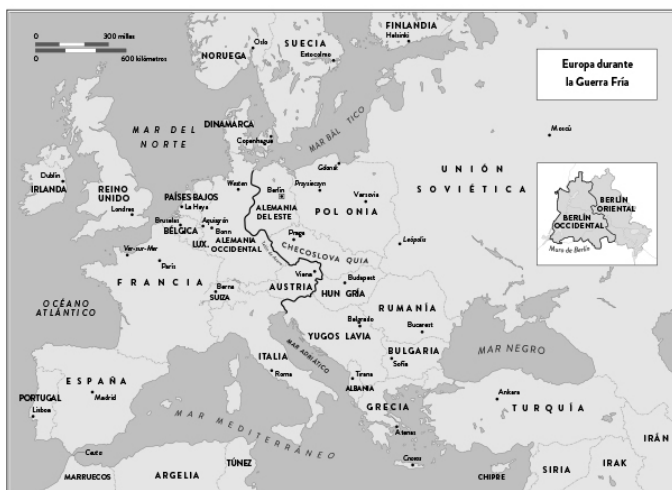 0 300 millas
0 600 kilómetros
FINLANDIA
Helsinki
SUECIA
Estocolmo
NORUEGA
Oslo
Europa durante
la Guerra Fría
Moscú
MAR DEL
NORTE
DINAMARCA
Copenhague
MAR BÁLTICO
Gdansk
UNIÓN
SOVIÉTICA
Dublín
IRLANDA
REINO
UNIDO
Londres
PAÍSES BAJOS
La Haya
Weetzen
Berlín
ALEMANIA
DEL ESTE
Varsovia
POLONIA
BERLÍN
ORIENTAL
BERLÍN
OCCIDENTAL
Muro de Berlín
Bruselas
BÉLGICA
Aquisgrán
Bonn
LUX.
ALEMANIA
OCCIDENTAL
Praga
CHECOSLOVAQUIA
Leópolis
Ver-sur-Mer
París
FRANCIA
Berna
SUIZA
Viena
AUSTRIA
Budapest
HUNGRÍA
OCÉANO
ATLÁNTICO
RUMANÍA
Bucarest
Belgrado
YUGOSLAVIA
MAR NEGRO
BULGARIA
Sofía
ITALIA
Roma
MAR ADRIÁTICO
Tirana
ALBANIA
ESPAÑA
Madrid
PORTUGAL
Lisboa
Ankara
TURQUÍA
GRECIA
Atenas
MAR MEDITERRÁNEO
Ceuta
MARRUECOS
ARGELIA
TÚNEZ
CHIPRE
SIRIA
IRAK
IRÁN